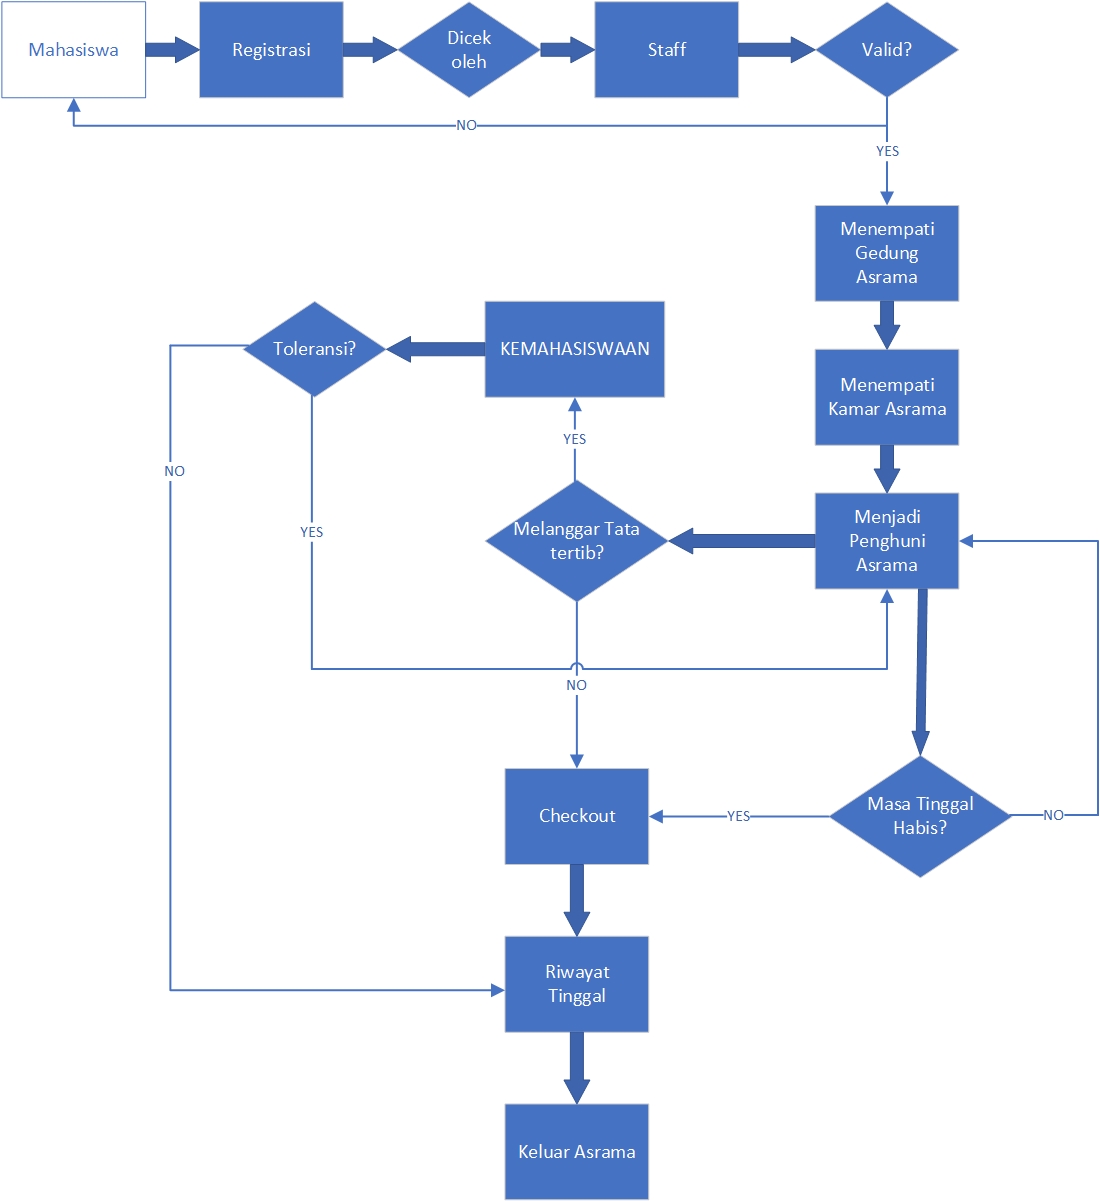 Mahasiswa
Registrasi
Dicek
oleh
Staff
Valid?
NO
YES
Menempati
Gedung
Asrama
Toleransi?
KEMAHASISWAAN
Menempati
Kamar Asrama
YES
NO
Melanggar Tata
tertib?
Menjadi
Penghuni
Asrama
YES
NO
Checkout
YES
Masa Tinggal
Habis?
NO
Riwayat
Tinggal
Keluar Asrama